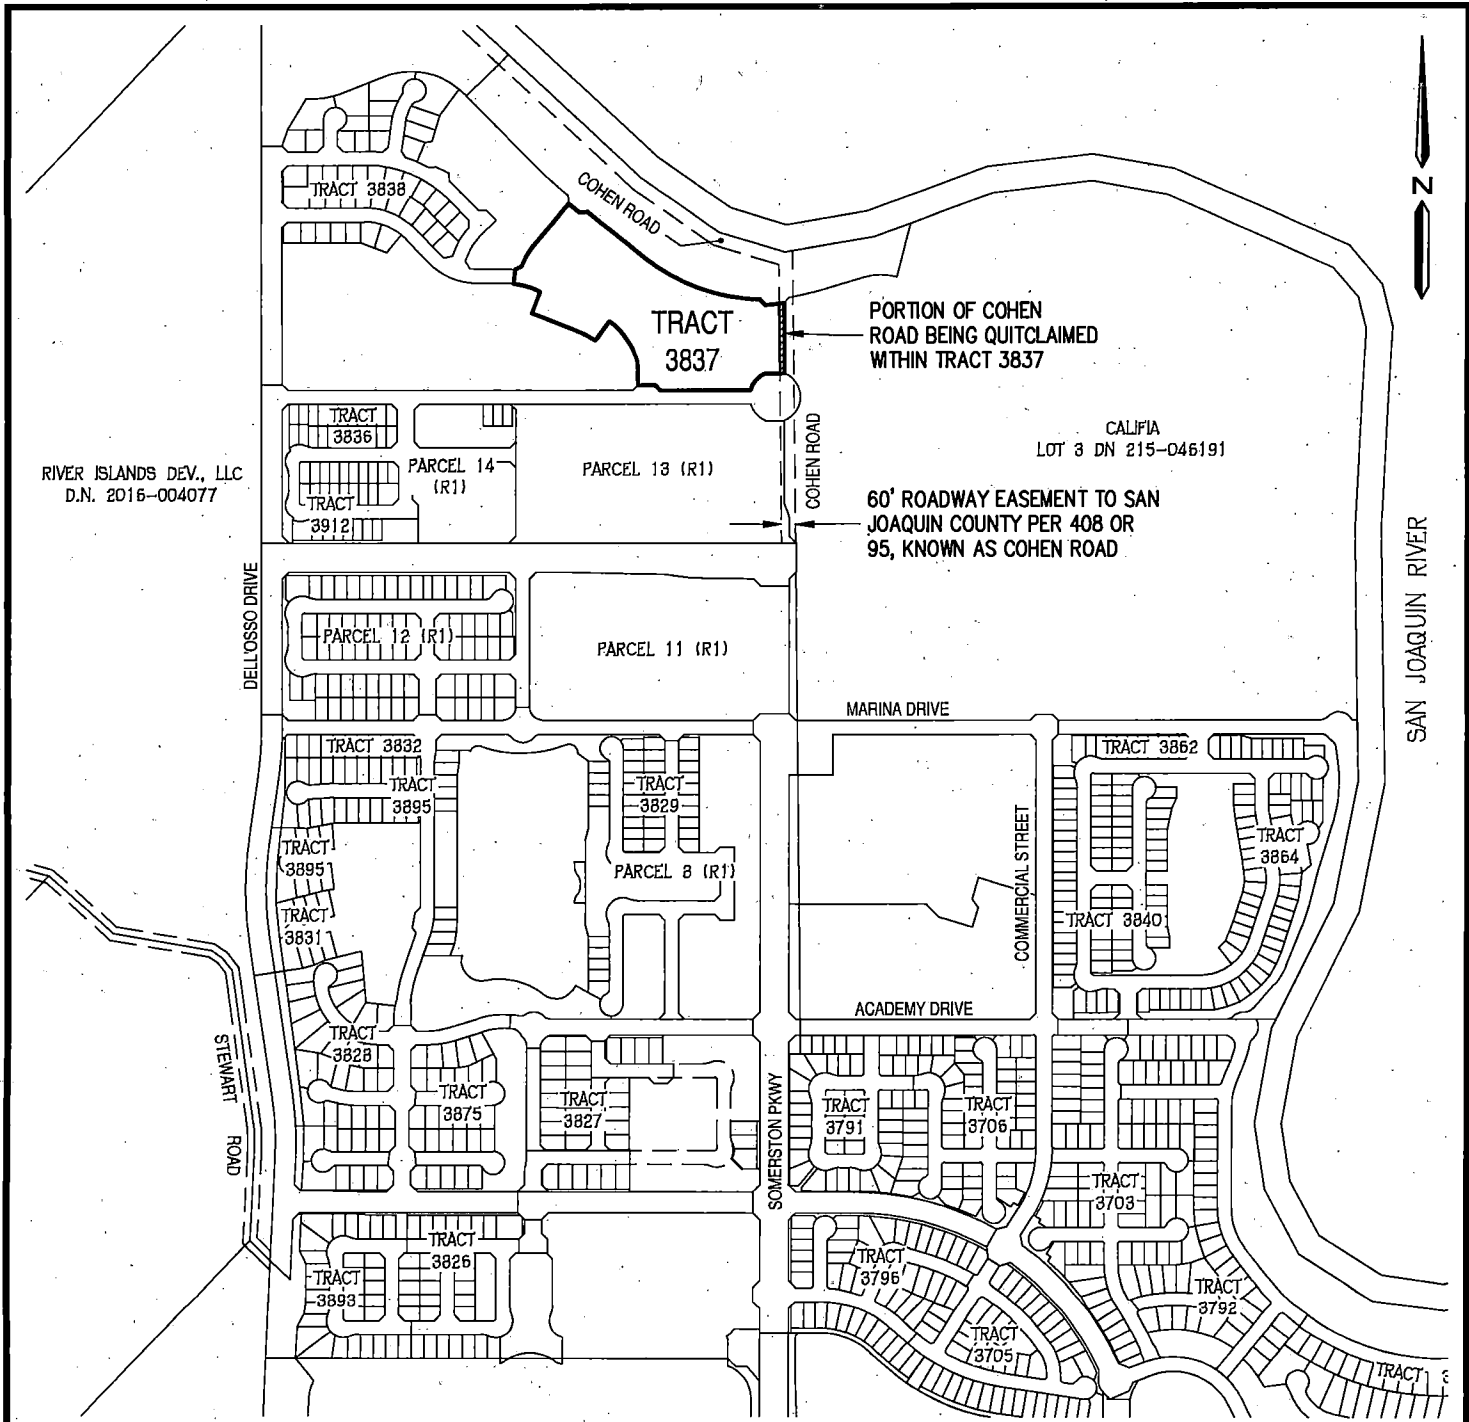 N
COHEN ROAD
TRACT 3838
TRACT
3837
PORTION OF COHEN
ROAD BEING QUITCLAIMED
WITHIN TRACT 3837
TRACT
3836
PARCEL 14
(R1)
PARCEL 13 (R1)
COHEN ROAD
CALIFIA
LOT 3 DN 215-046191
RIVER ISLANDS DEV., LLC
D.N. 2016-004077
TRACT
3912
60' ROADWAY EASEMENT TO SAN
JOAQUIN COUNTY PER 408 OR
95, KNOWN AS COHEN ROAD
SAN JOAQUIN RIVER
DELL'OSSO DRIVE
PARCEL 12 (R1)
PARCEL 11 (R1)
MARINA DRIVE
TRACT 3832
TRACT
3895
TRACT
3829
TRACT 3862
COMMERCIAL STREET
TRACT
3895
PARCEL 8 (R1)
TRACT
3864
TRACT
3831
TRACT 3840
ACADEMY DRIVE
STEWART
ROAD
TRACT
3828
TRACT
3875
TRACT
3827
SOMERSTON PKWY
TRACT
3791
TRACT
3706
TRACT
3703
TRACT
3826
TRACT
3893
TRACT
3796
TRACT
3792
TRACT
3705
TRACT